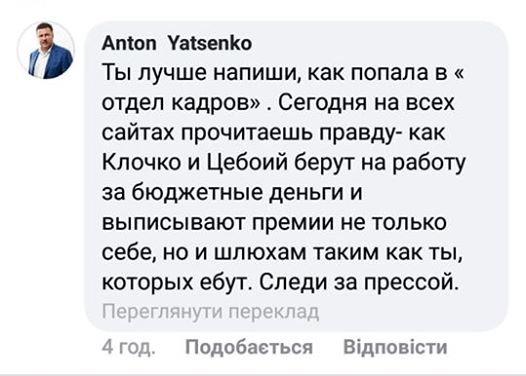 Anton Yatsenko
Ты лучше напиши, как попала в «
отдел кадров» . Сегодня на всех
сайтах прочитаешь правду- как
Клочко и Цебоий берут на работу
за бюджетные деньги и
выписывают премии не только
себе, но и шлюхам таким как ты,
которых ебут. Следи за прессой.
Переглянути переклад
4 год. Подобається Відповісти